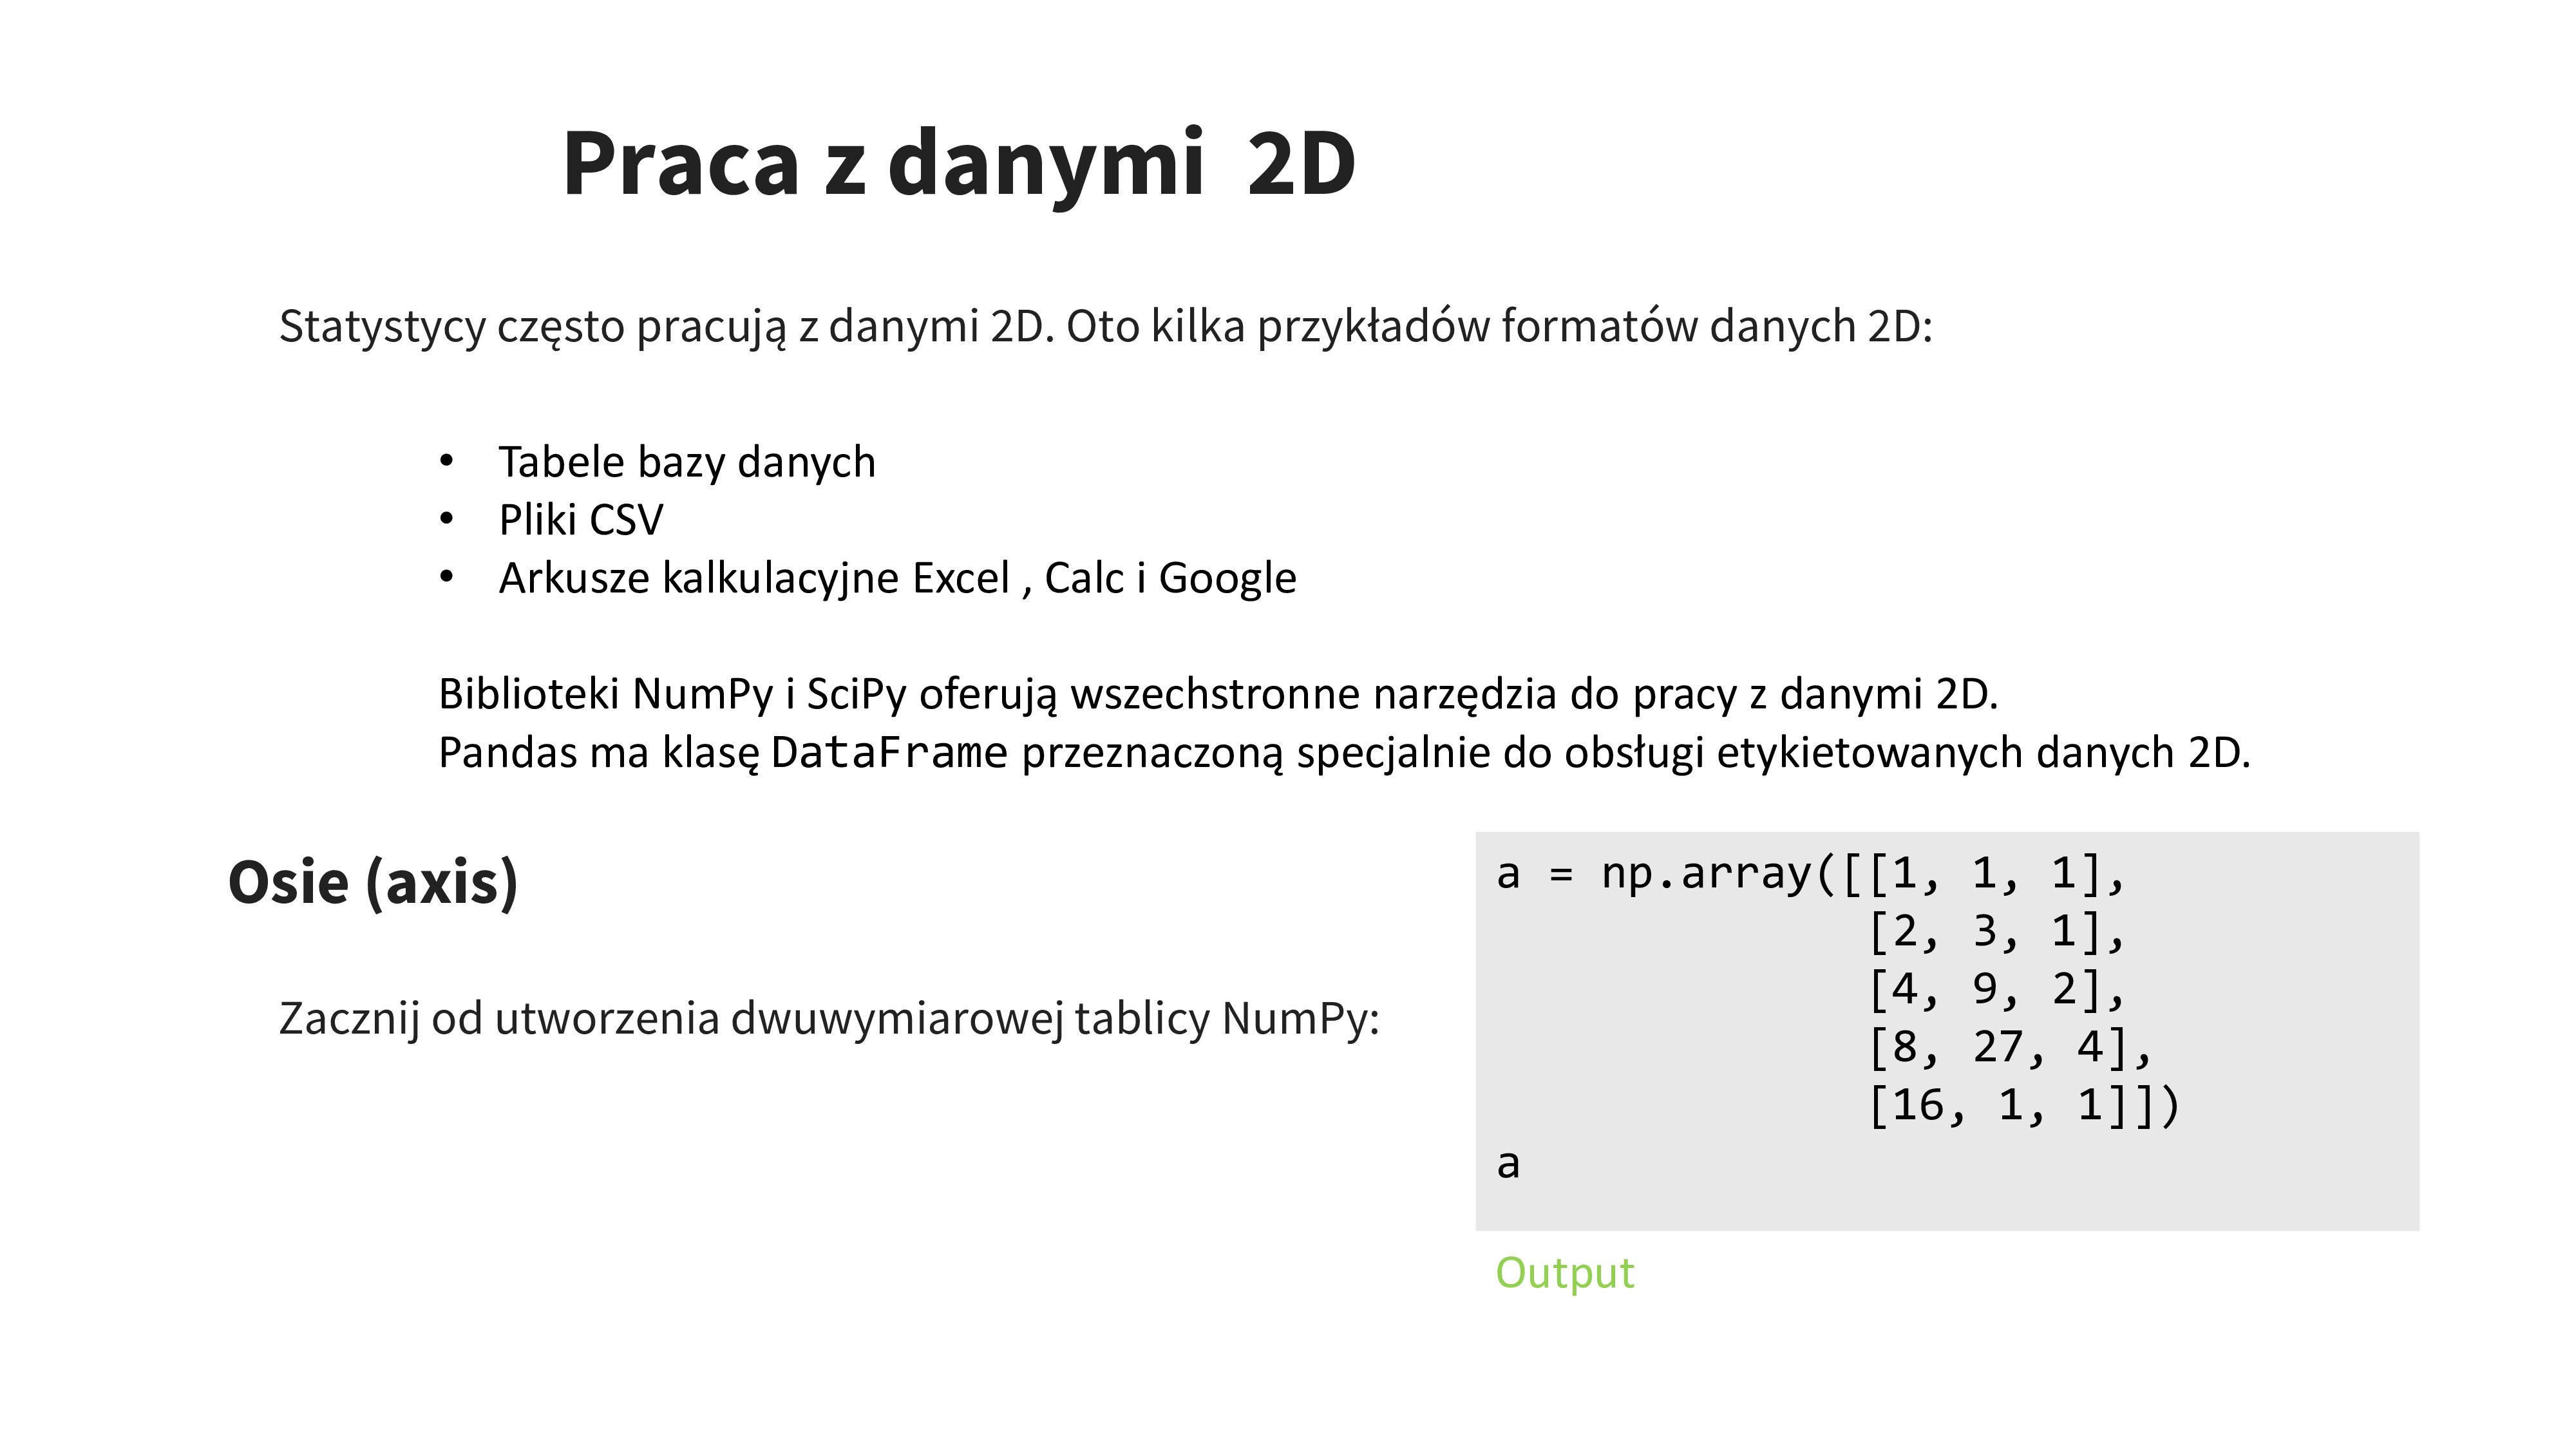 Praca z danymi  2D
Statystycy często pracują z danymi 2D. Oto kilka przykładów formatów danych 2D:
• Tabele bazy danych
• Pliki CSV
• Arkusze kalkulacyjne Excel , Calc i Google
Biblioteki NumPy i SciPy oferują wszechstronne narzędzia do pracy z danymi 2D.
Pandas ma klasę DataFrame przeznaczoną specjalnie do obsługi etykietowanych danych 2D.
Osie (axis)
Zacznij od utworzenia dwuwymiarowej tablicy NumPy:
a = np.array([[1, 1, 1],
              [2, 3, 1],
              [4, 9, 2],
              [8, 27, 4],
              [16, 1, 1]])
a
Output